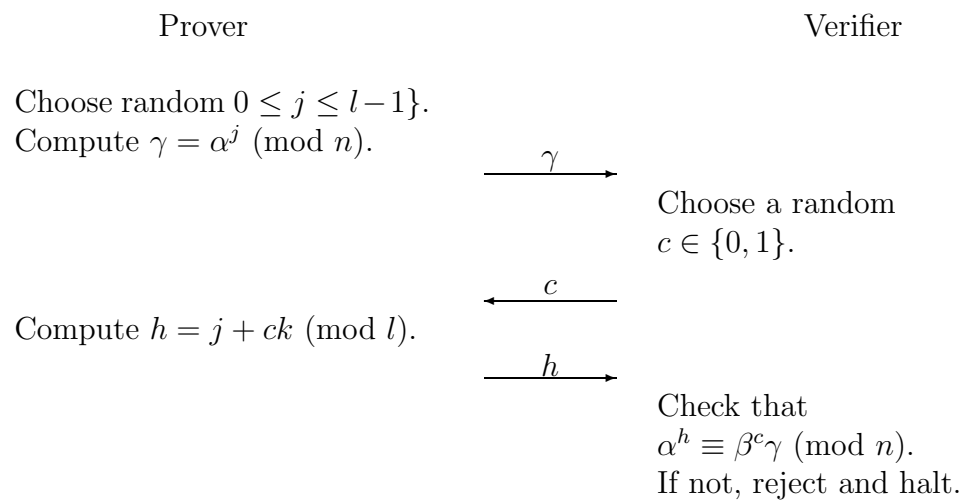 Prover Verifier
Choose random 0 ≤ j ≤ l−1}.
Compute γ = α^j (mod n).
γ
Choose a random
c ∈ {0, 1}.
c
Compute h = j + ck (mod l).
h
Check that
α^h ≡ β^c γ (mod n).
If not, reject and halt.